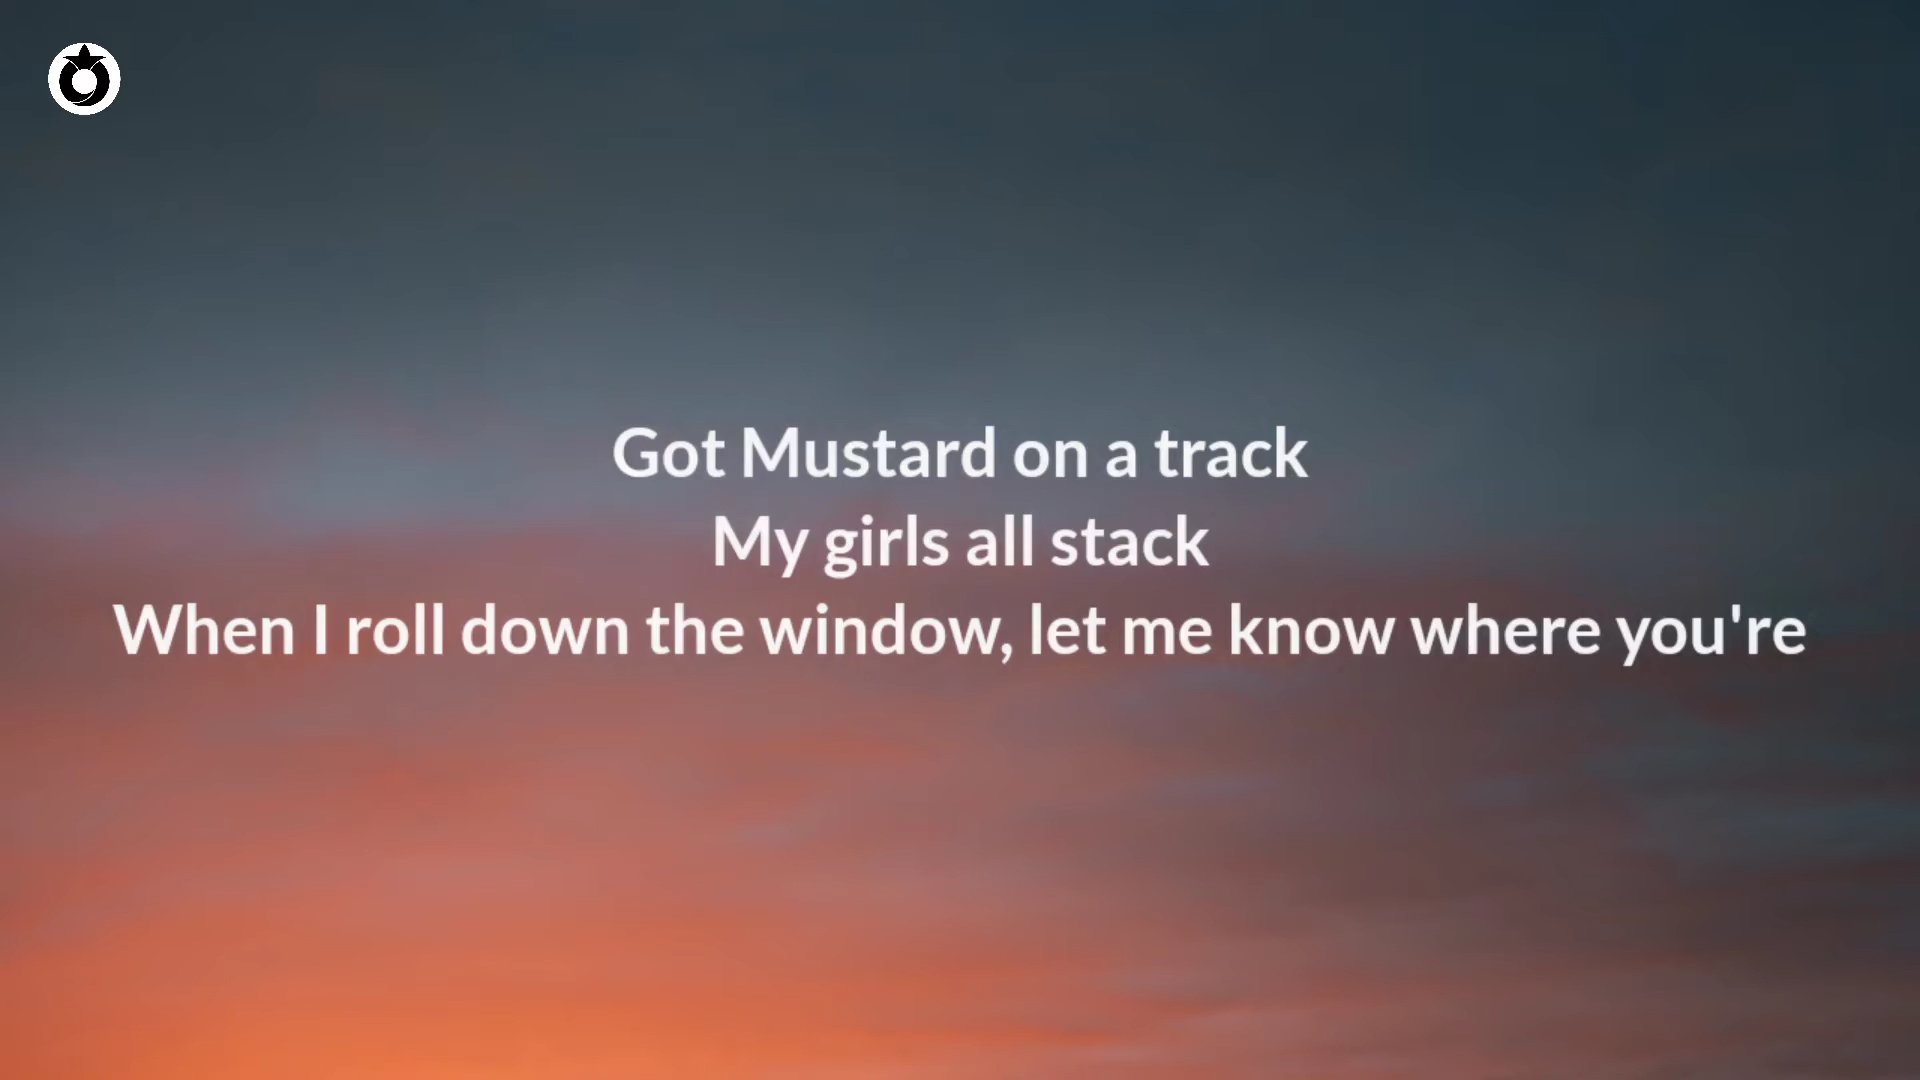 Got Mustard on a track
My girls all stack
When I roll down the window, let me know where you're